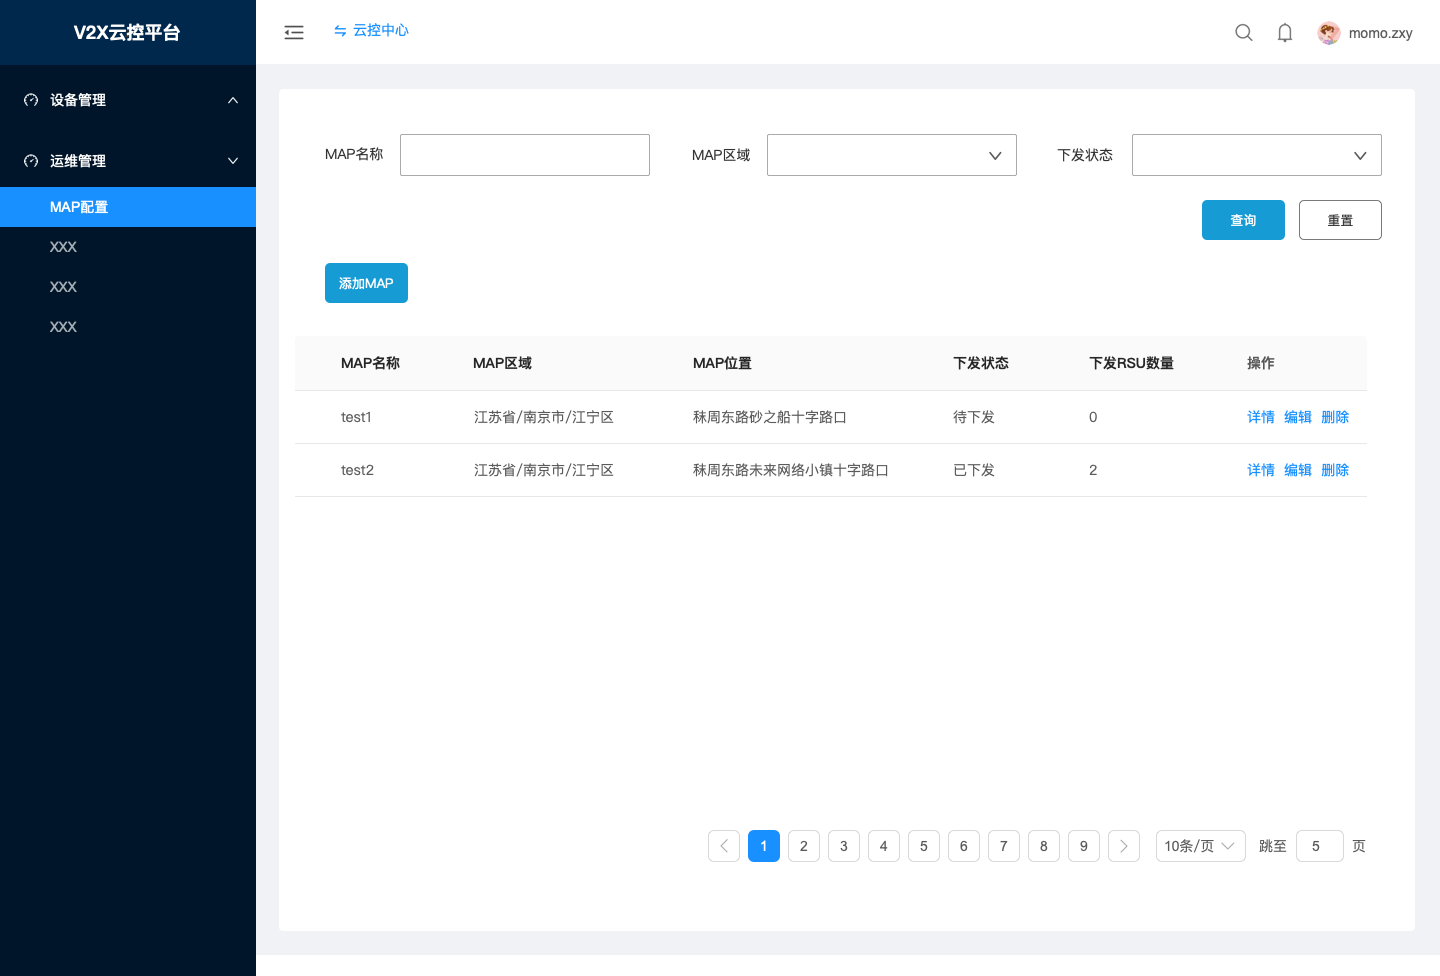 V2X云控平台
云控中心
momo.zxy
设备管理
运维管理
MAP配置
XXX
XXX
XXX
MAP名称
MAP区域
下发状态
查询
重置
添加MAP
MAP名称 MAP区域 MAP位置 下发状态 下发RSU数量 操作
test1 江苏省/南京市/江宁区 秣周东路砂之船十字路口 待下发 0 详情 编辑 删除
test2 江苏省/南京市/江宁区 秣周东路未来网络小镇十字路口 已下发 2 详情 编辑 删除
1 2 3 4 5 6 7 8 9 10条/页 跳至 5 页